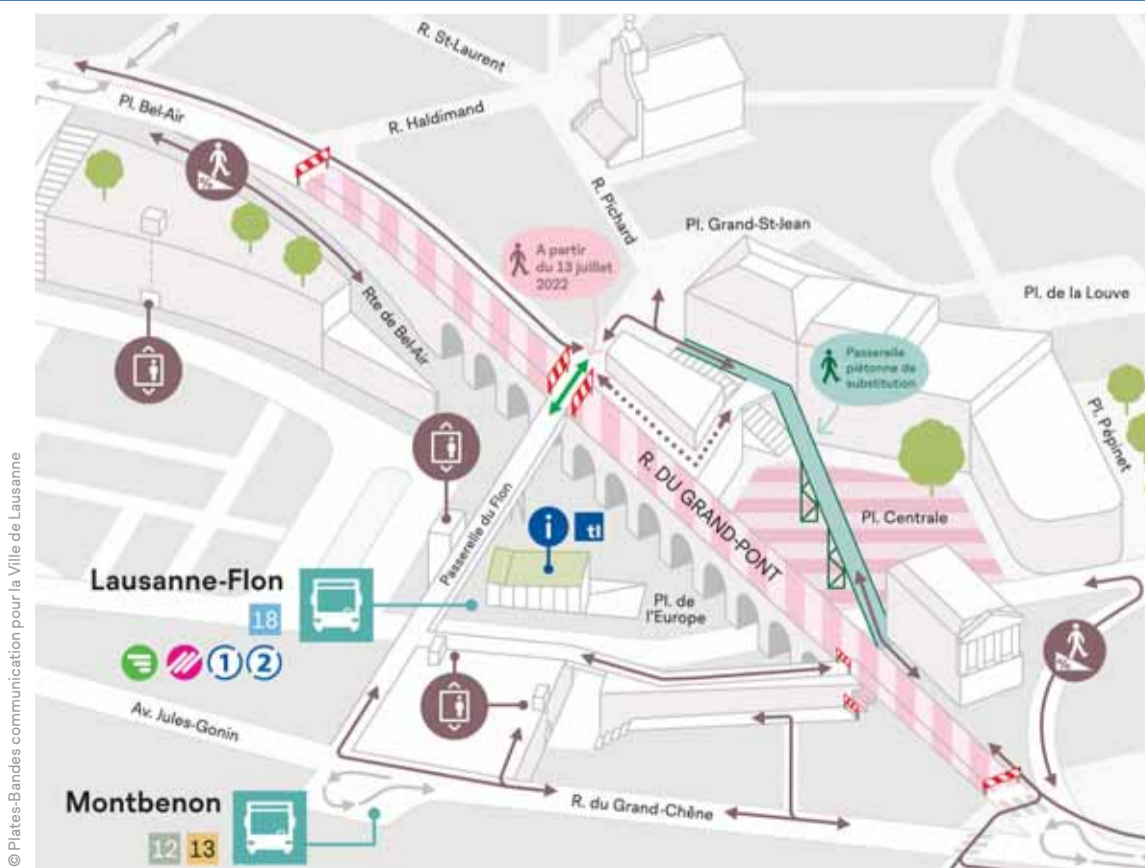 R. St-Laurent
Pl. Bel-Air
R. Haldimand
R. Pichard
Pl. Grand-St-Jean
A partir
du 13 juillet
2022
Pl. de la Louve
Rte de Bel-Air
Passerelle
piétonne de
substitution
Pl. Pépinet
R. DU GRAND-PONT
Pl. Centrale
Passerelle du Flon
i
tl
Lausanne-Flon
18
1
2
Pl. de
l'Europe
Av. Jules-Gonin
Montbenon
12
13
R. du Grand-Chêne
%
%
© Plates-Bandes communication pour la Ville de Lausanne